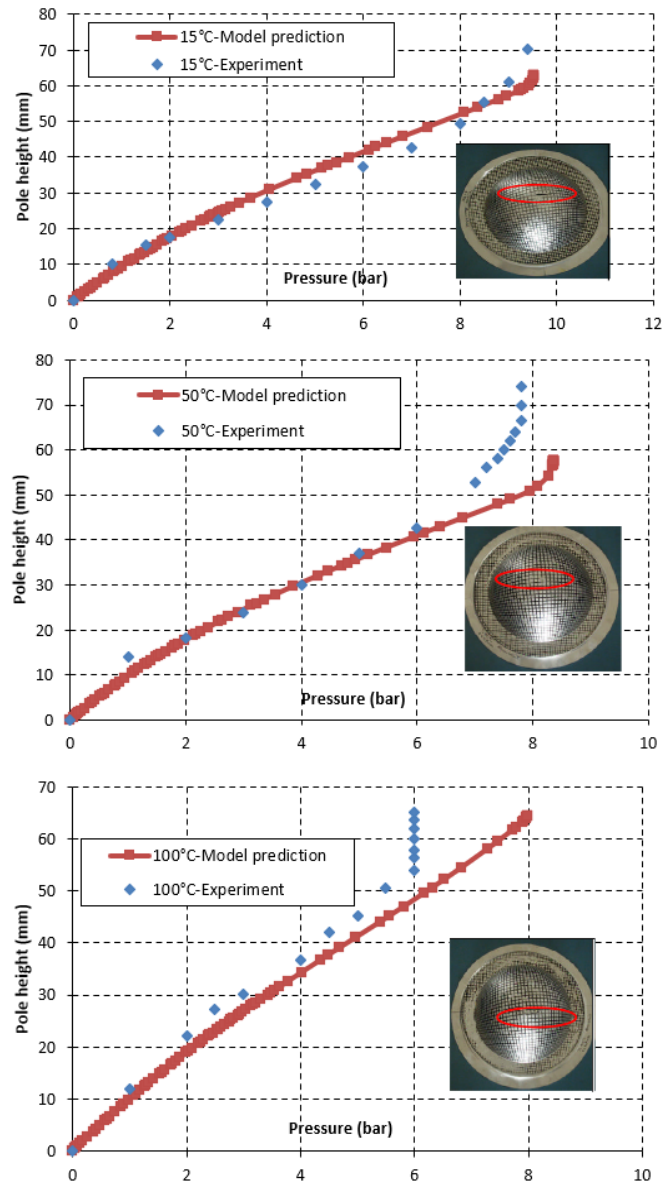 80
70
15°C-Model prediction
60
15°C-Experiment
50
40
30
20
10
Pressure (bar)
0
0 2 4 6 8 10 12
Pole height (mm)
80
70
50°C-Model prediction
60
50°C-Experiment
50
40
30
20
10
Pressure (bar)
0
0 2 4 6 8 10
Pole height (mm)
70
60
100°C-Model prediction
100°C-Experiment
50
40
30
20
10
Pressure (bar)
0
0 2 4 6 8 10
Pole height (mm)